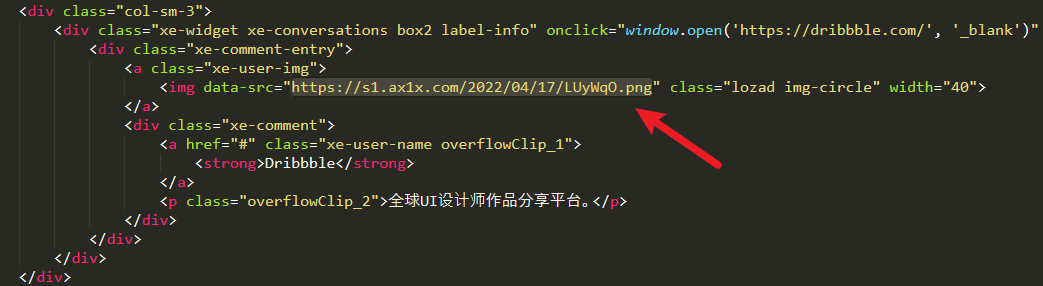 <div class="col-sm-3">
<div class="xe-widget xe-conversations box2 label-info" onclick="window.open('https://dribbble.com/', '_blank')"
<div class="xe-comment-entry">
<a class="xe-user-img">
<img data-src="https://s1.ax1x.com/2022/04/17/LUyWqO.png" class="lozad img-circle" width="40">
</a>
<div class="xe-comment">
<a href="#" class="xe-user-name overflowClip_1">
<strong>Dribbble</strong>
</a>
<p class="overflowClip_2">全球UI设计师作品分享平台。</p>
</div>
</div>
</div>
</div>